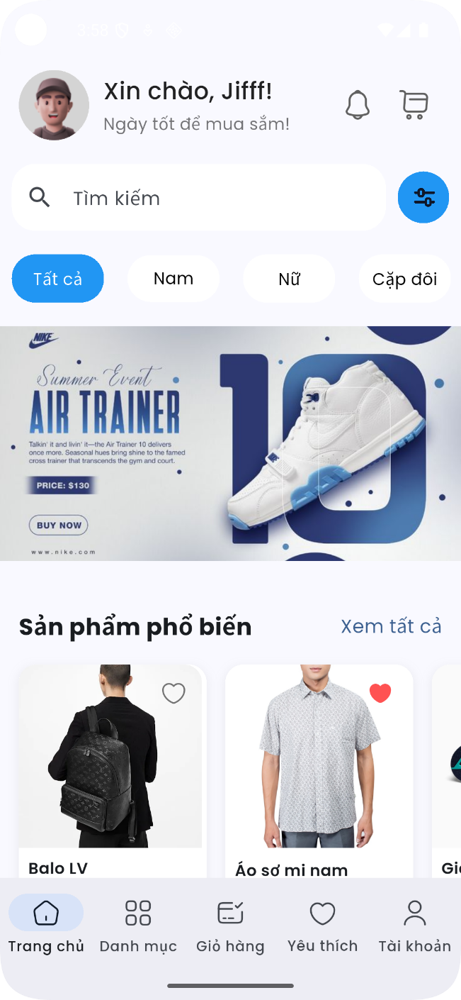 3:58
Xin chào, Jifff!
Ngày tốt để mua sắm!
Tìm kiếm
Tất cả
Nam
Nữ
Cặp đôi
NIKE
Summer Event
AIR TRAINER
Talkin' it and livin' it—the Air Trainer 10 delivers
once more. Seasonal hues bring shine to the famed
cross trainer that transcends the gym and court.
PRICE: $130
BUY NOW
www.nike.com
10
NIKE
Sản phẩm phổ biến
Xem tất cả
Balo LV
Áo sơ mi nam
Trang chủ
Danh mục
Giỏ hàng
Yêu thích
Tài khoản